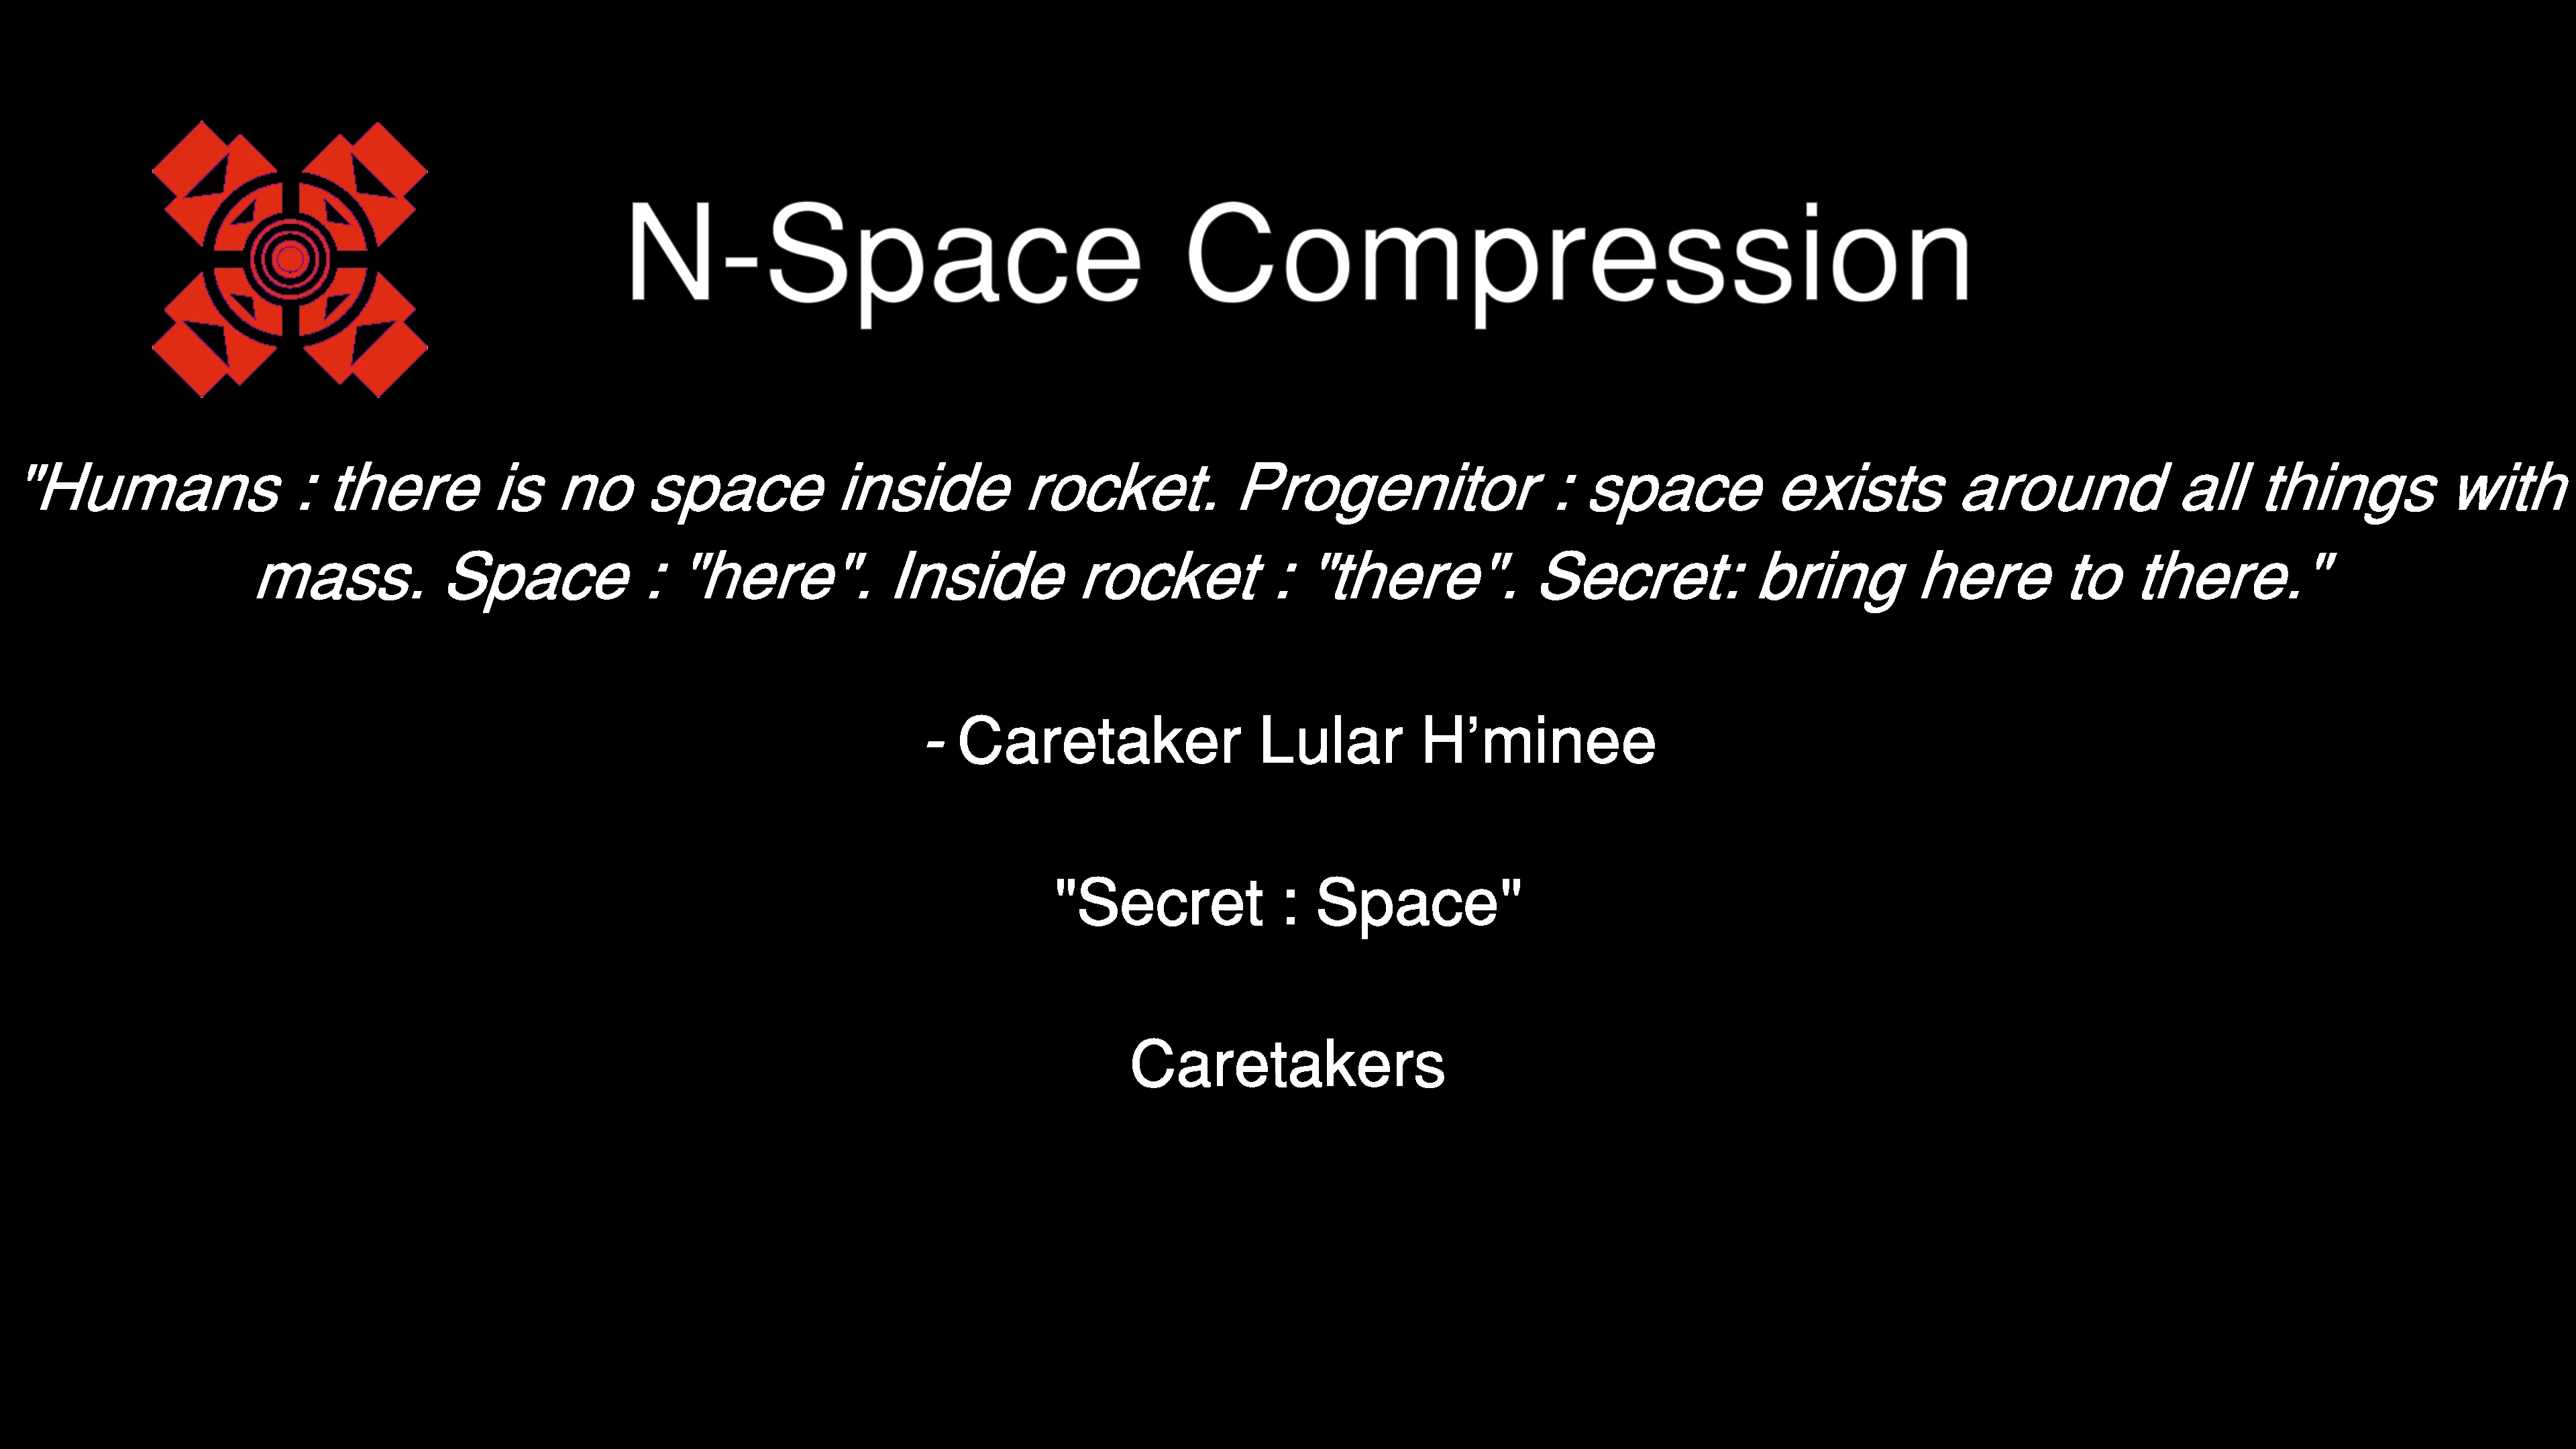 N-Space Compression
"Humans : there is no space inside rocket. Progenitor : space exists around all things with
mass. Space : "here". Inside rocket : "there". Secret: bring here to there."
- Caretaker Lular H’minee
"Secret : Space"
Caretakers